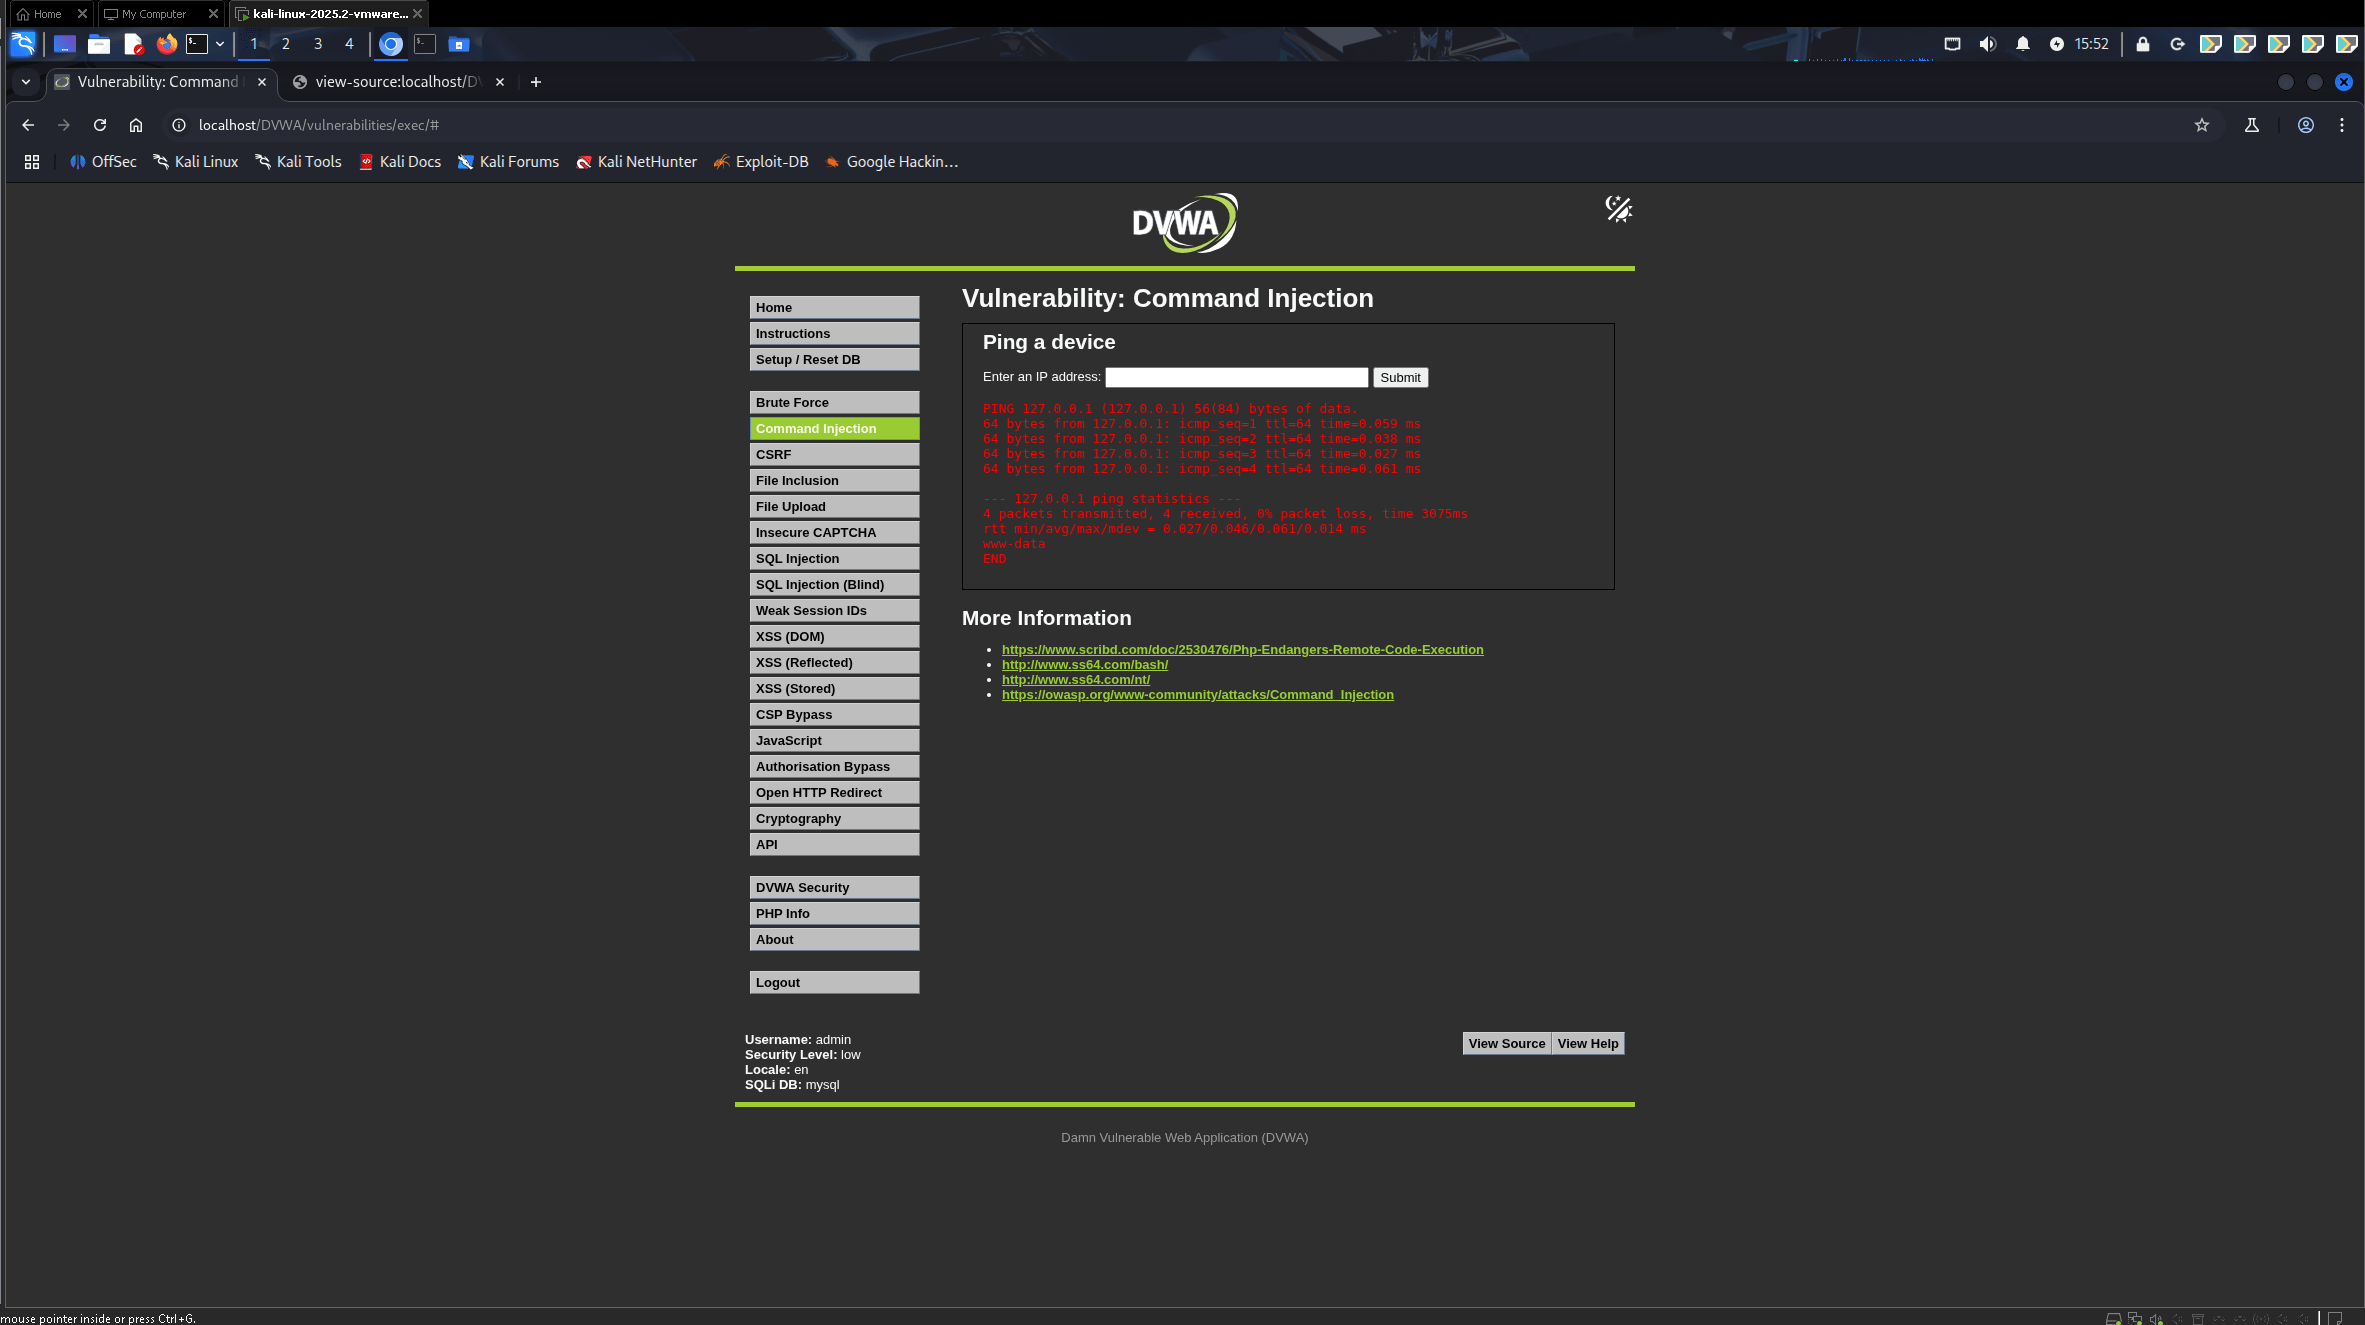 Home
My Computer
kali-linux-2025.2-vmware...
1 2 3 4
15:52
Vulnerability: Command
view-source:localhost/D
localhost/DVWA/vulnerabilities/exec/#
OffSec
Kali Linux
Kali Tools
Kali Docs
Kali Forums
Kali NetHunter
Exploit-DB
Google Hackin…
DVWA
Home
Instructions
Setup / Reset DB
Brute Force
Command Injection
CSRF
File Inclusion
File Upload
Insecure CAPTCHA
SQL Injection
SQL Injection (Blind)
Weak Session IDs
XSS (DOM)
XSS (Reflected)
XSS (Stored)
CSP Bypass
JavaScript
Authorisation Bypass
Open HTTP Redirect
Cryptography
API
DVWA Security
PHP Info
About
Logout
Vulnerability: Command Injection
Ping a device
Enter an IP address:
Submit
PING 127.0.0.1 (127.0.0.1) 56(84) bytes of data.
64 bytes from 127.0.0.1: icmp_seq=1 ttl=64 time=0.059 ms
64 bytes from 127.0.0.1: icmp_seq=2 ttl=64 time=0.038 ms
64 bytes from 127.0.0.1: icmp_seq=3 ttl=64 time=0.027 ms
64 bytes from 127.0.0.1: icmp_seq=4 ttl=64 time=0.061 ms
--- 127.0.0.1 ping statistics ---
4 packets transmitted, 4 received, 0% packet loss, time 3075ms
rtt min/avg/max/mdev = 0.027/0.046/0.061/0.014 ms
www-data
END
More Information
https://www.scribd.com/doc/2530476/Php-Endangers-Remote-Code-Execution
http://www.ss64.com/bash/
http://www.ss64.com/nt/
https://owasp.org/www-community/attacks/Command_Injection
Username: admin
Security Level: low
Locale: en
SQLi DB: mysql
View Source
View Help
Damn Vulnerable Web Application (DVWA)
mouse pointer inside or press Ctrl+G.